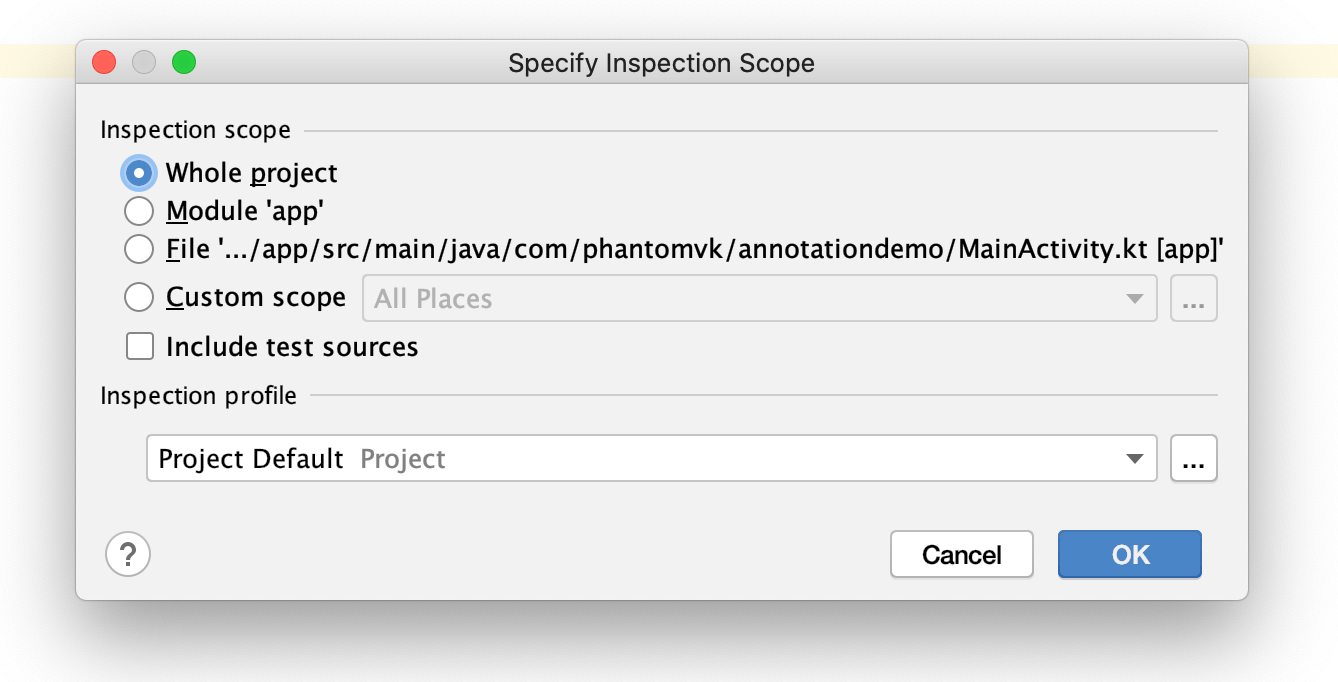 Specify Inspection Scope
Inspection scope
Whole project
Module 'app'
File '.../app/src/main/java/com/phantomvk/annotationdemo/MainActivity.kt [app]'
Custom scope All Places ...
Include test sources
Inspection profile
Project Default Project ...
? Cancel OK